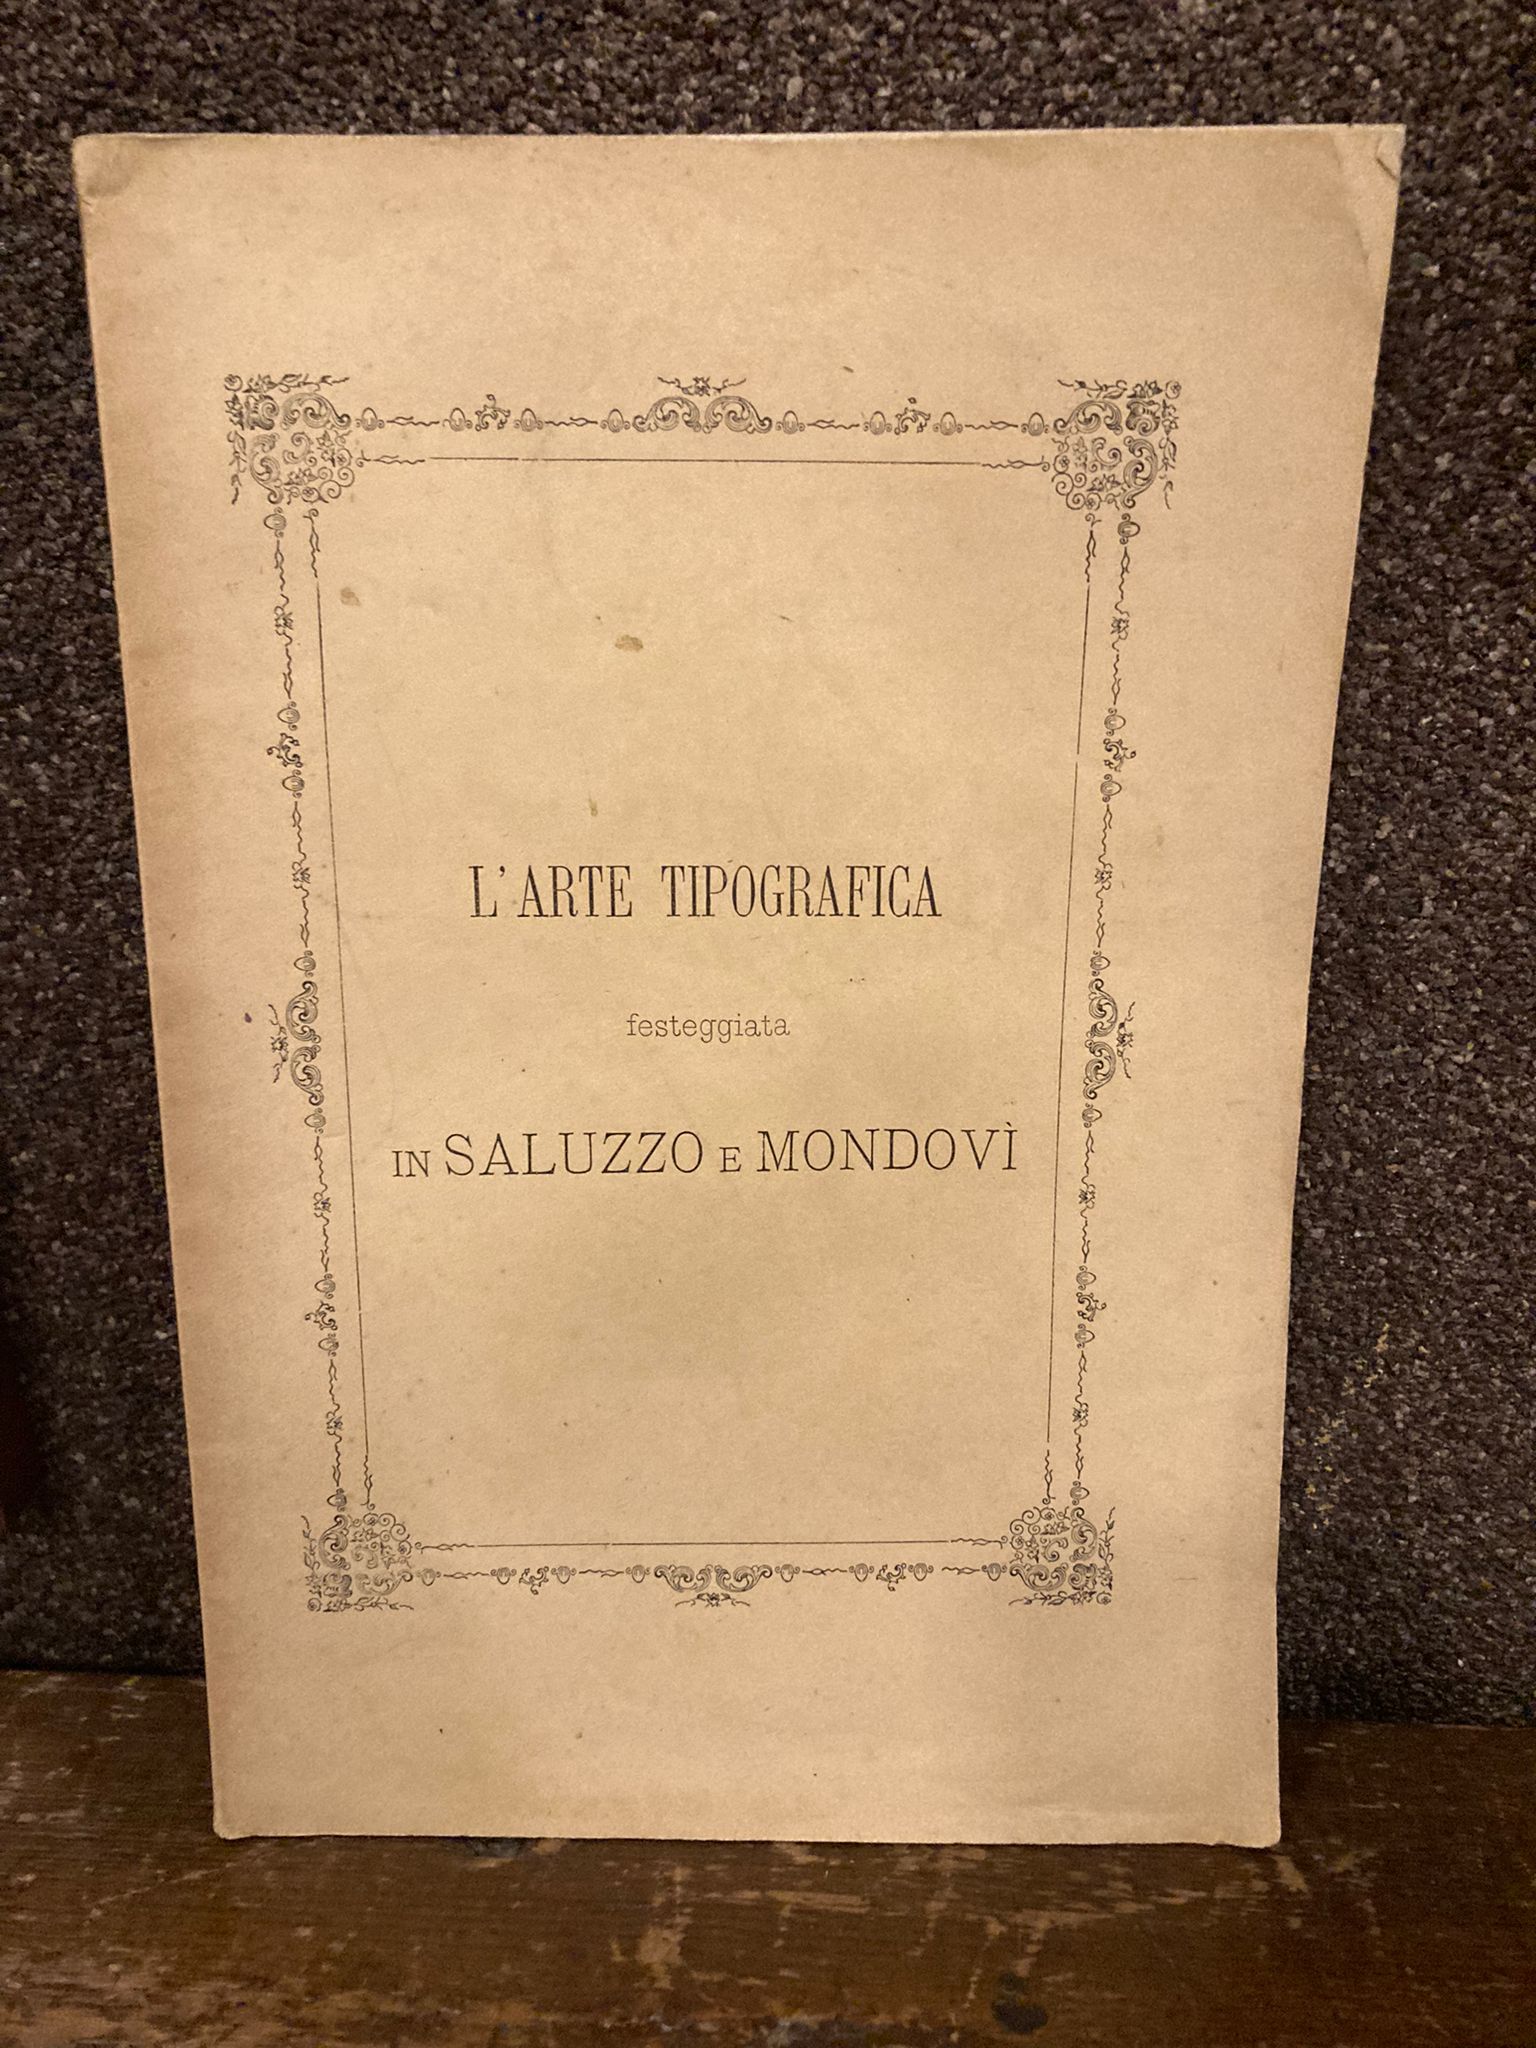 L'ARTE TIPOGRAFICA
festeggiata
IN SALUZZO E MONDOVÌ